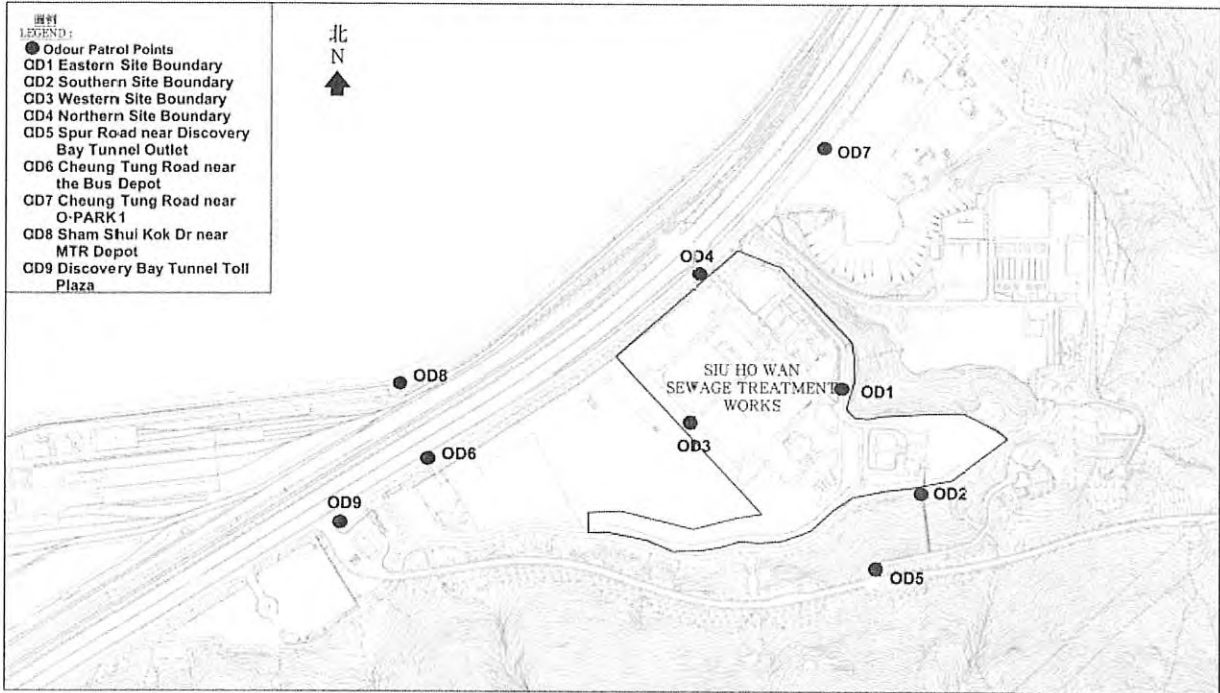 圖例
LEGEND :
Odour Patrol Points
OD1 Eastern Site Boundary
OD2 Southern Site Boundary
OD3 Western Site Boundary
OD4 Northern Site Boundary
OD5 Spur Road near Discovery
Bay Tunnel Outlet
OD6 Cheung Tung Road near
the Bus Depot
OD7 Cheung Tung Road near
O·PARK1
OD8 Sham Shui Kok Dr near
MTR Depot
OD9 Discovery Bay Tunnel Toll
Plaza
北
N
OD7
OD4
OD8
SIU HO WAN
SEWAGE TREATMENT
WORKS
OD1
OD3
OD6
OD2
OD9
OD5